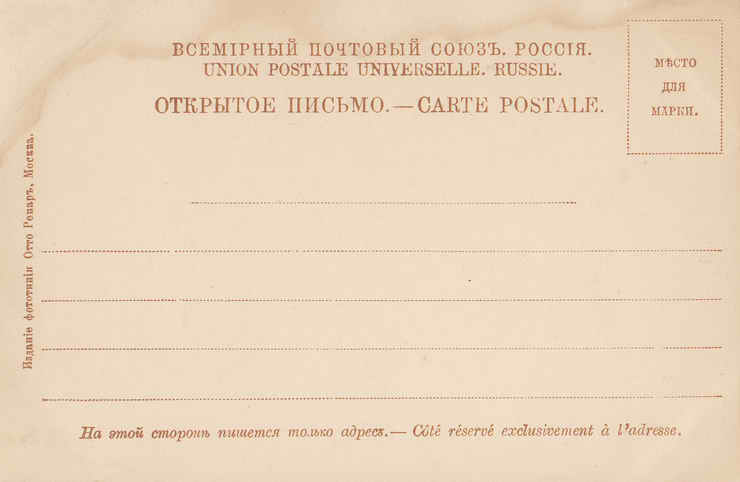 ВСЕМІРНЫЙ ПОЧТОВЫЙ СОЮЗЪ. РОССІЯ.
UNION POSTALE UNIVERSELLE. RUSSIE.
ОТКРЫТОЕ ПИСЬМО.—CARTE POSTALE.
МѢСТО
ДЛЯ
МАРКИ.
Изданіе фототипіи Отто Ренаръ, Москва.
На этой сторонѣ пишется только адресъ.— Côté réservé exclusivement à l'adresse.